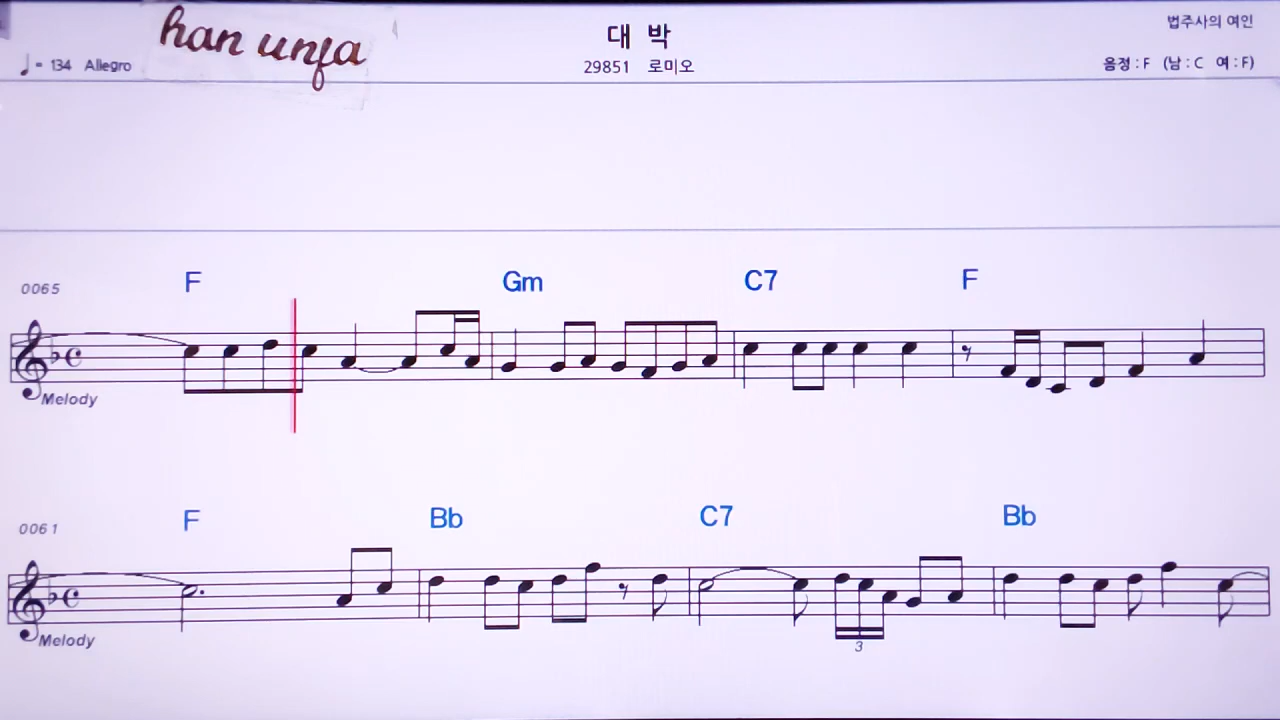 han unfa
대 박
법주사의 여인
♩= 134 Allegro
29851 로미오
음정 : F (남 : C 여 : F)
F Gm C7 F
0065
Melody
F Bb C7 Bb
0061
Melody
3